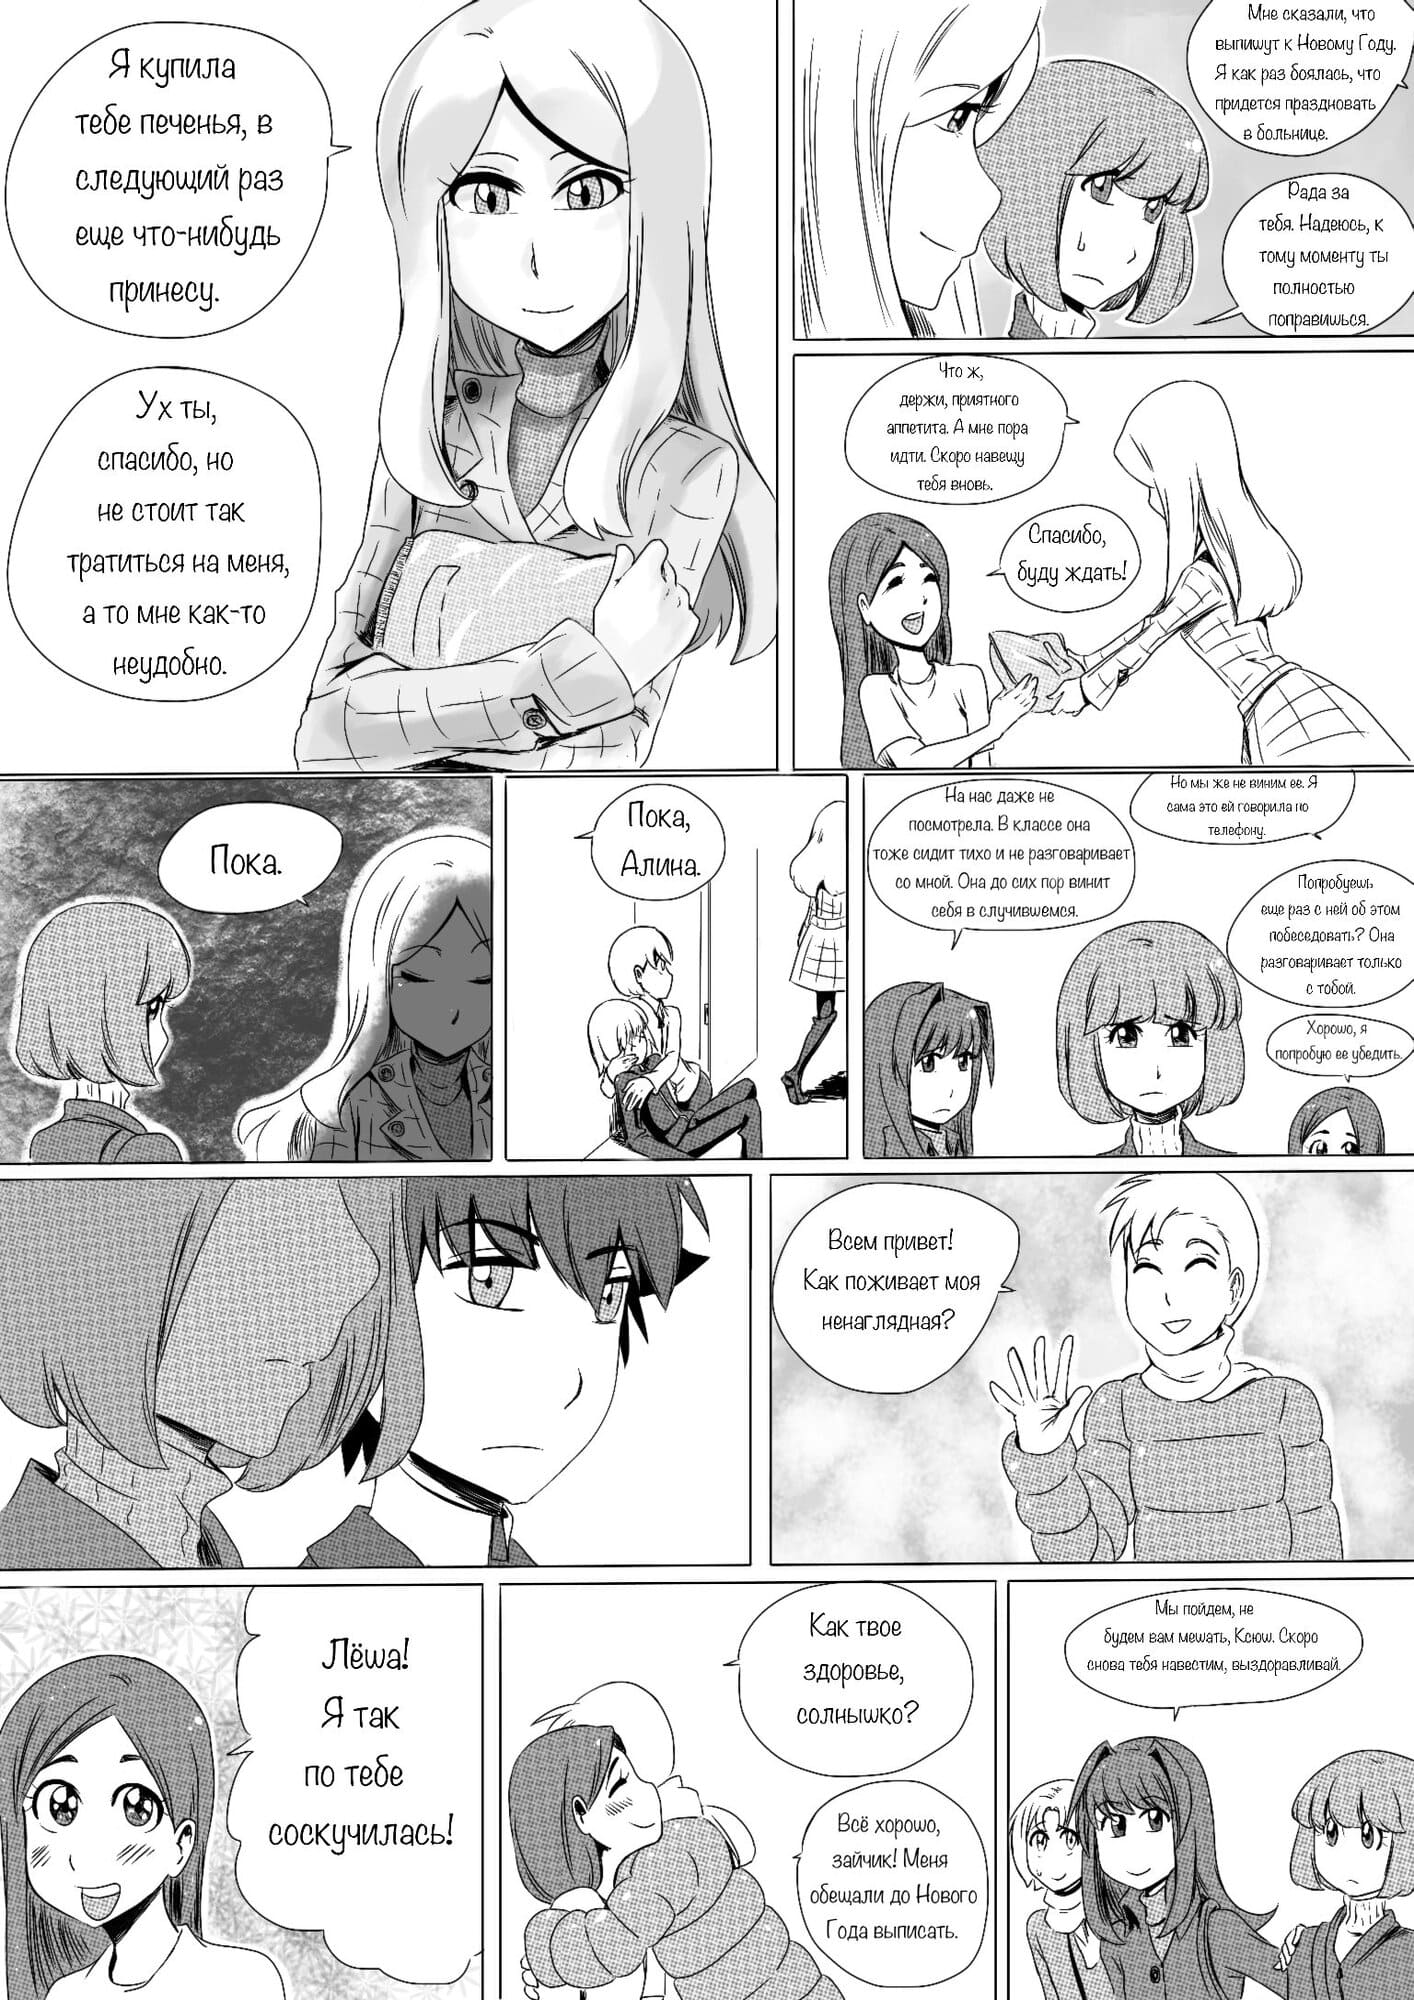 Я купила
тебе печенья, в
следующий раз
еще что-нибудь
принесу.
Ух ты,
спасибо, но
не стоит так
тратиться на меня,
а то мне как-то
неудобно.
Мне сказали, что
выпишут к Новому Году.
Я как раз боялась, что
придется праздновать
в больнице.
Рада за
тебя. Надеюсь, к
тому моменту ты
полностью
поправишься.
Что ж,
держи, приятного
аппетита. А мне пора
идти. Скоро навещу
тебя вновь.
Спасибо,
буду ждать!
Пока.
Пока,
Алина.
На нас даже не
посмотрела. В классе она
тоже сидит тихо и не разговаривает
со мной. Она до сих пор винит
себя в случившемся.
Но мы же не виним ее. Я
сама это ей говорила по
телефону.
Попробуешь
еще раз с ней об этом
побеседовать? Она
разговаривает только
с тобой.
Хорошо, я
попробую ее убедить.
Всем привет!
Как поживает моя
ненаглядная?
Лёша!
Я так
по тебе
соскучилась!
Как твое
здоровье,
солнышко?
Всё хорошо,
зайчик! Меня
обещали до Нового
Года выписать.
Мы пойдем, не
будем вам мешать, Ксюш. Скоро
снова тебя навестим, выздоравливай.